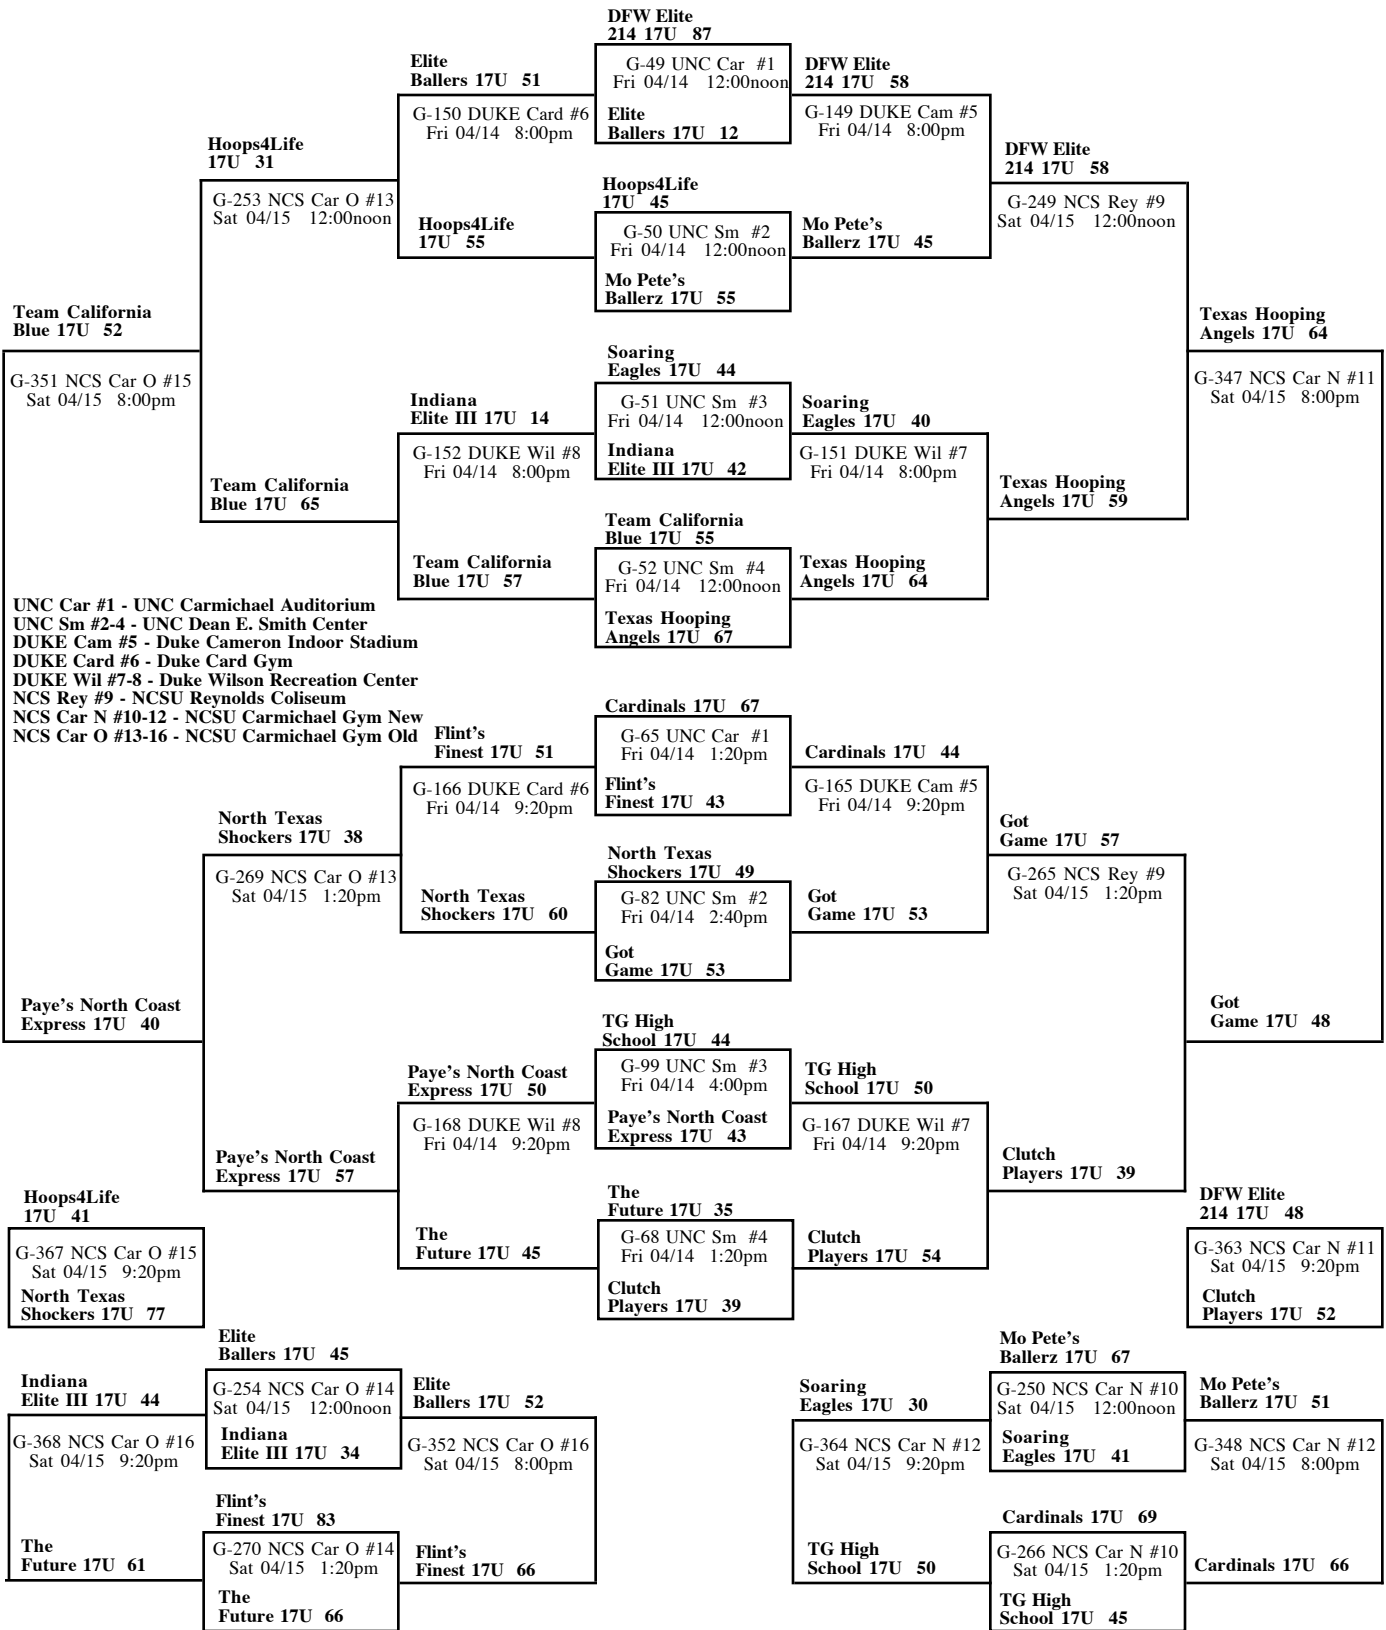 DFW Elite
214 17U 87
G-49 UNC Car #1
Fri 04/14 12:00noon
Elite
Ballers 17U 12
Elite
Ballers 17U 51
G-150 DUKE Card #6
Fri 04/14 8:00pm
DFW Elite
214 17U 58
G-149 DUKE Cam #5
Fri 04/14 8:00pm
Hoops4Life
17U 31
G-253 NCS Car O #13
Sat 04/15 12:00noon
DFW Elite
214 17U 58
G-249 NCS Rey #9
Sat 04/15 12:00noon
Hoops4Life
17U 45
G-50 UNC Sm #2
Fri 04/14 12:00noon
Mo Pete's
Ballerz 17U 55
Hoops4Life
17U 55
Mo Pete's
Ballerz 17U 45
Team California
Blue 17U 52
G-351 NCS Car O #15
Sat 04/15 8:00pm
Texas Hooping
Angels 17U 64
G-347 NCS Car N #11
Sat 04/15 8:00pm
Soaring
Eagles 17U 44
G-51 UNC Sm #3
Fri 04/14 12:00noon
Indiana
Elite III 17U 42
Indiana
Elite III 17U 14
G-152 DUKE Wil #8
Fri 04/14 8:00pm
Soaring
Eagles 17U 40
G-151 DUKE Wil #7
Fri 04/14 8:00pm
Team California
Blue 17U 65
Texas Hooping
Angels 17U 59
Team California
Blue 17U 55
G-52 UNC Sm #4
Fri 04/14 12:00noon
Texas Hooping
Angels 17U 67
Team California
Blue 17U 57
Texas Hooping
Angels 17U 64
UNC Car #1 - UNC Carmichael Auditorium
UNC Sm #2-4 - UNC Dean E. Smith Center
DUKE Cam #5 - Duke Cameron Indoor Stadium
DUKE Card #6 - Duke Card Gym
DUKE Wil #7-8 - Duke Wilson Recreation Center
NCS Rey #9 - NCSU Reynolds Coliseum
NCS Car N #10-12 - NCSU Carmichael Gym New
NCS Car O #13-16 - NCSU Carmichael Gym Old
Cardinals 17U 67
G-65 UNC Car #1
Fri 04/14 1:20pm
Flint's
Finest 17U 43
Flint's
Finest 17U 51
G-166 DUKE Card #6
Fri 04/14 9:20pm
Cardinals 17U 44
G-165 DUKE Cam #5
Fri 04/14 9:20pm
North Texas
Shockers 17U 38
G-269 NCS Car O #13
Sat 04/15 1:20pm
Got
Game 17U 57
G-265 NCS Rey #9
Sat 04/15 1:20pm
North Texas
Shockers 17U 49
G-82 UNC Sm #2
Fri 04/14 2:40pm
Got
Game 17U 53
North Texas
Shockers 17U 60
Got
Game 17U 53
Paye's North Coast
Express 17U 40
Got
Game 17U 48
TG High
School 17U 44
G-99 UNC Sm #3
Fri 04/14 4:00pm
Paye's North Coast
Express 17U 43
Paye's North Coast
Express 17U 50
G-168 DUKE Wil #8
Fri 04/14 9:20pm
TG High
School 17U 50
G-167 DUKE Wil #7
Fri 04/14 9:20pm
Paye's North Coast
Express 17U 57
Clutch
Players 17U 39
The
Future 17U 35
G-68 UNC Sm #4
Fri 04/14 1:20pm
Clutch
Players 17U 39
The
Future 17U 45
Clutch
Players 17U 54
Hoops4Life
17U 41
G-367 NCS Car O #15
Sat 04/15 9:20pm
North Texas
Shockers 17U 77
DFW Elite
214 17U 48
G-363 NCS Car N #11
Sat 04/15 9:20pm
Clutch
Players 17U 52
Elite
Ballers 17U 45
G-254 NCS Car O #14
Sat 04/15 12:00noon
Indiana
Elite III 17U 34
Indiana
Elite III 17U 44
G-368 NCS Car O #16
Sat 04/15 9:20pm
Elite
Ballers 17U 52
G-352 NCS Car O #16
Sat 04/15 8:00pm
Flint's
Finest 17U 83
G-270 NCS Car O #14
Sat 04/15 1:20pm
The
Future 17U 66
The
Future 17U 61
Flint's
Finest 17U 66
Mo Pete's
Ballerz 17U 67
G-250 NCS Car N #10
Sat 04/15 12:00noon
Soaring
Eagles 17U 41
Soaring
Eagles 17U 30
G-364 NCS Car N #12
Sat 04/15 9:20pm
Mo Pete's
Ballerz 17U 51
G-348 NCS Car N #12
Sat 04/15 8:00pm
Cardinals 17U 69
G-266 NCS Car N #10
Sat 04/15 1:20pm
TG High
School 17U 45
TG High
School 17U 50
Cardinals 17U 66